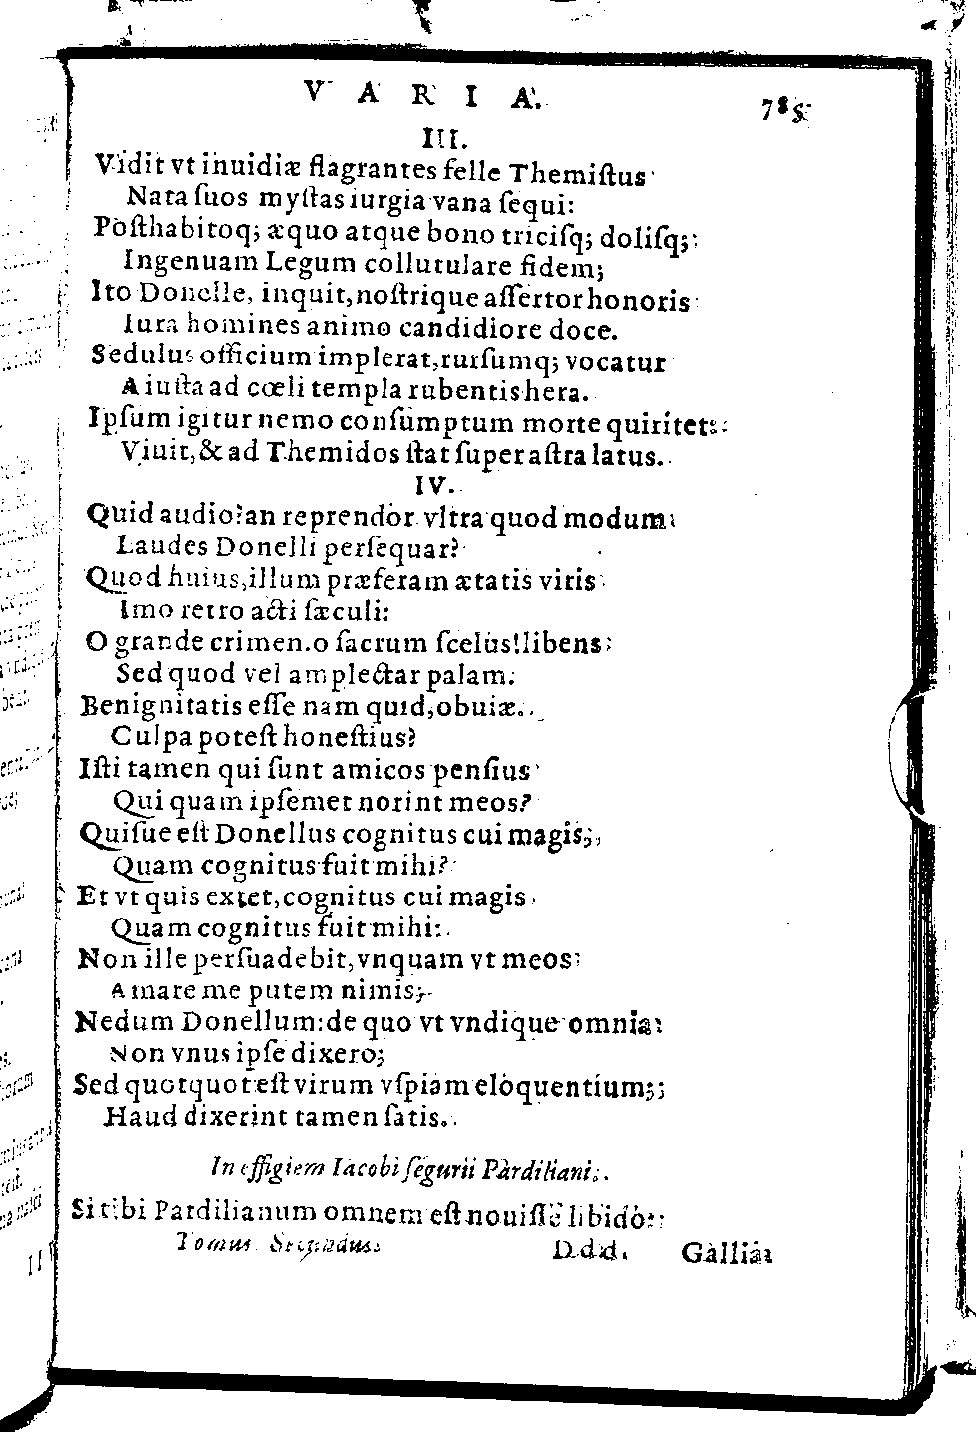 VARIA. 785
III.
Vidit vt inuidiæ flagrantes felle Themiſtus
Nata ſuos myſtas iurgia vana ſequi:
Poſthabitoq; æquo atque bono triciſq; doliſq;
Ingenuam Legum collutulare fidem;
Ito Donelle, inquit, noſtrique aſſertor honoris
Iura homines animo candidiore doce.
Sedulus officium implerat, rurſumq; vocatur
A iuſta ad cœli templa rubentis hera.
Ipſum igitur nemo conſumptum morte quiritet:
Viuit, & ad Themidos ſtat ſuper aſtra latus.
IV.
Quid audio? an reprendor vltra quod modum
Laudes Donelli perſequar?
Quod huius, illum præferam ætatis viris
Imo retro acti ſæculi:
O grande crimen. o ſacrum ſcelus! libens
Sed quod vel amplectar palam.
Benignitatis eſſe nam quid, obuiæ.
Culpa poteſt honeſtius?
Iſti tamen qui ſunt amicos penſius
Qui quam ipſemet norint meos?
Quiſue eſt Donellus cognitus cui magis;
Quam cognitus fuit mihi?
Et vt quis extet, cognitus cui magis
Quam cognitus fuit mihi:
Non ille perſuadebit, vnquam vt meos
Amare me putem nimis;
Nedum Donellum: de quo vt vndique omnia
Non vnus ipſe dixero;
Sed quotquot eſt virum vſpiam eloquentium;
Haud dixerint tamen ſatis.
In effigiem Iacobi ſegurii Pardiliani.
Si tibi Pardilianum omnem eſt nouiſſe libido:
Tomus Secundus. Ddd. Gallia